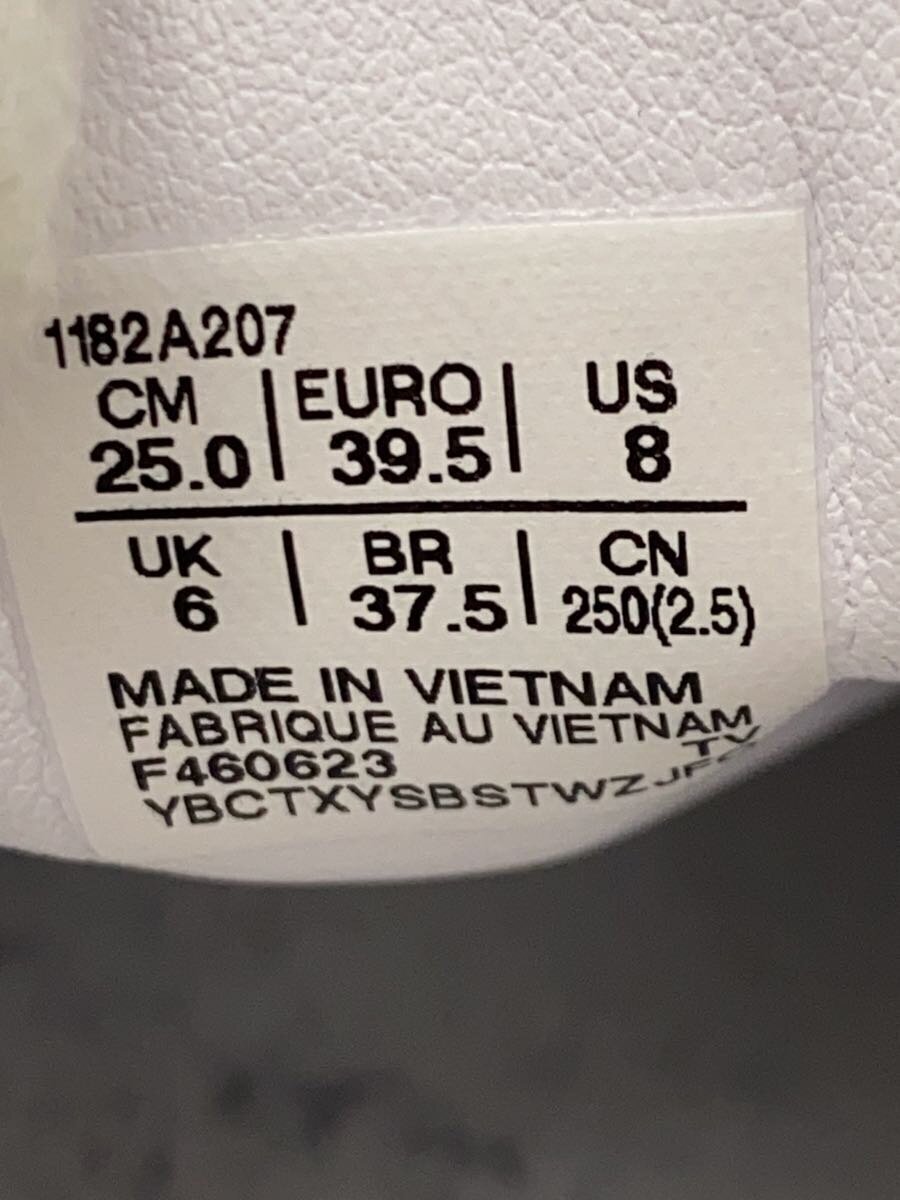 1182A207
CM | EURO | US
25.0 | 39.5 | 8
UK | BR | CN
6 | 37.5 | 250(2.5)
MADE IN VIETNAM
FABRIQUE AU VIETNAM
F460623